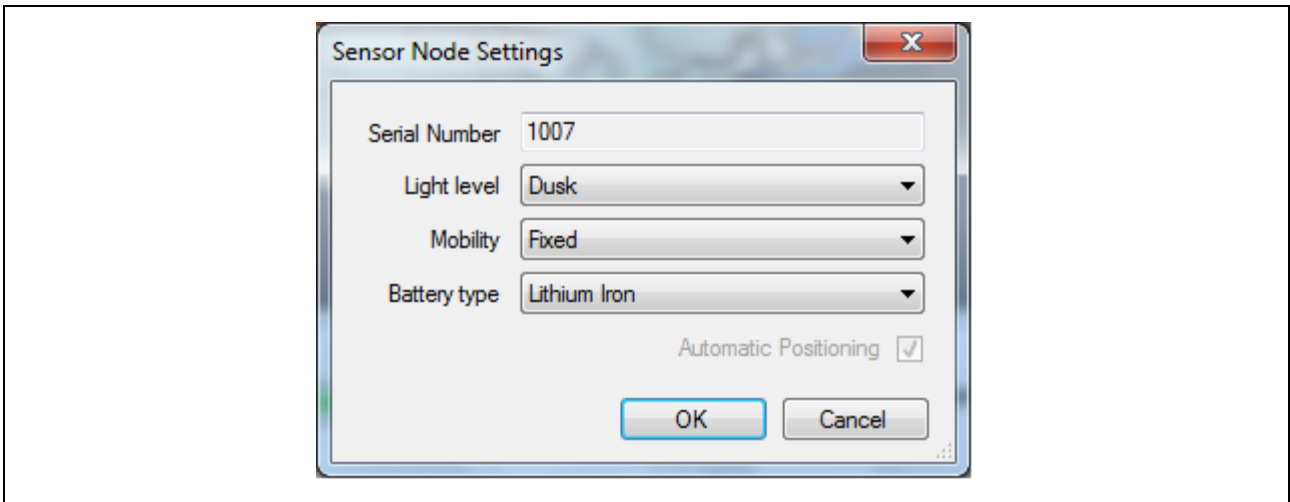 Sensor Node Settings
Serial Number 1007
Light level Dusk
Mobility Fixed
Battery type Lithium Iron
Automatic Positioning
OK Cancel